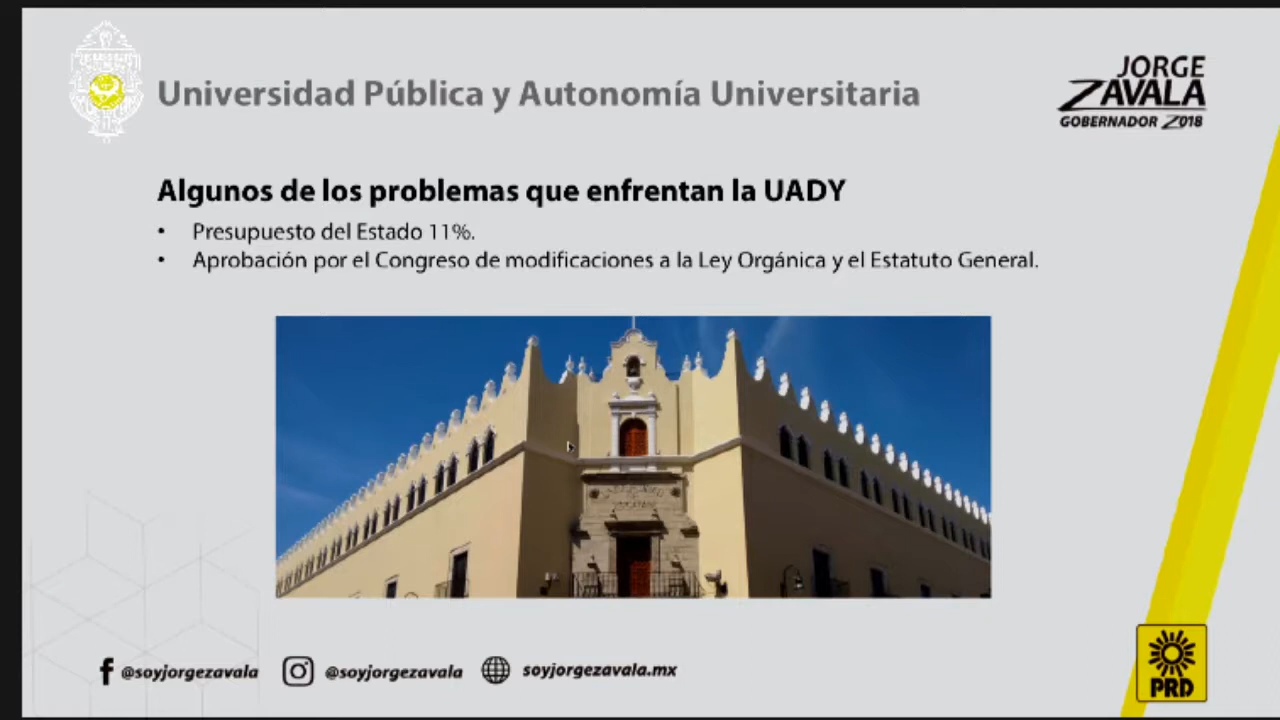 Universidad Pública y Autonomía Universitaria
JORGE
ZAVALA
GOBERNADOR 2018
Algunos de los problemas que enfrentan la UADY
• Presupuesto del Estado 11%.
• Aprobación por el Congreso de modificaciones a la Ley Orgánica y el Estatuto General.
@soyjorgezavala @soyjorgezavala soyjorgezavala.mx
PRD